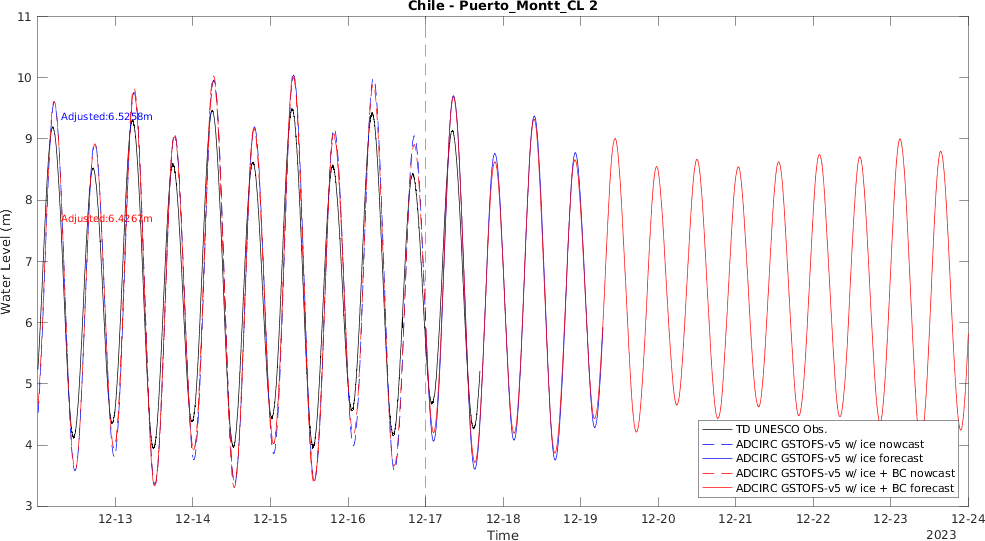 Chile - Puerto_Montt_CL 2
11
10
9
8
7
6
5
4
3
Water Level (m)
Adjusted:6.5258m
Adjusted:6.4267m
TD UNESCO Obs.
ADCIRC GSTOFS-v5 w/ ice nowcast
ADCIRC GSTOFS-v5 w/ ice forecast
ADCIRC GSTOFS-v5 w/ ice + BC nowcast
ADCIRC GSTOFS-v5 w/ ice + BC forecast
12-13 12-14 12-15 12-16 12-17 12-18 12-19 12-20 12-21 12-22 12-23 12-24
Time
2023